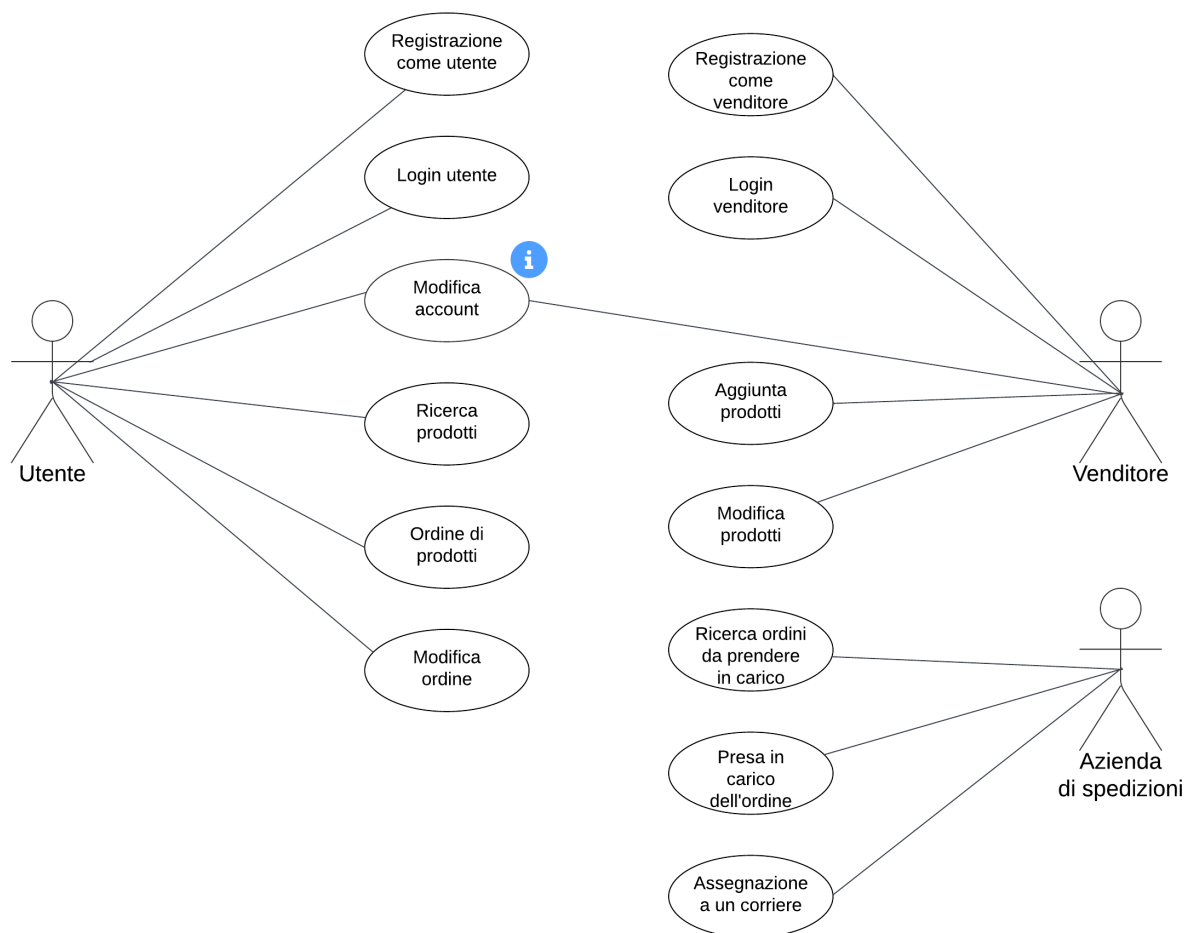 Registrazione
come utente
Registrazione
come
venditore
Login utente
Login
venditore
Modifica
account
Utente
Ricerca
prodotti
Aggiunta
prodotti
Venditore
Ordine di
prodotti
Modifica
prodotti
Modifica
ordine
Ricerca ordini
da prendere
in carico
Presa in
carico
dell'ordine
Azienda
di spedizioni
Assegnazione
a un corriere